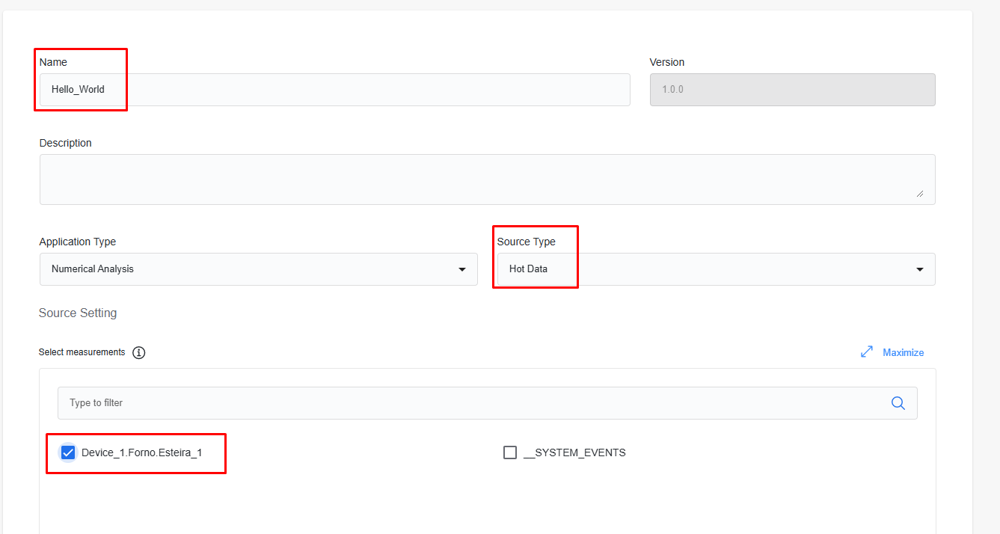 Name
Version
Hello_World
1.0.0
Description
Application Type
Source Type
Numerical Analysis
Hot Data
Source Setting
Select measurements
Maximize
Type to filter
Device_1.Forno.Esteira_1
__SYSTEM_EVENTS